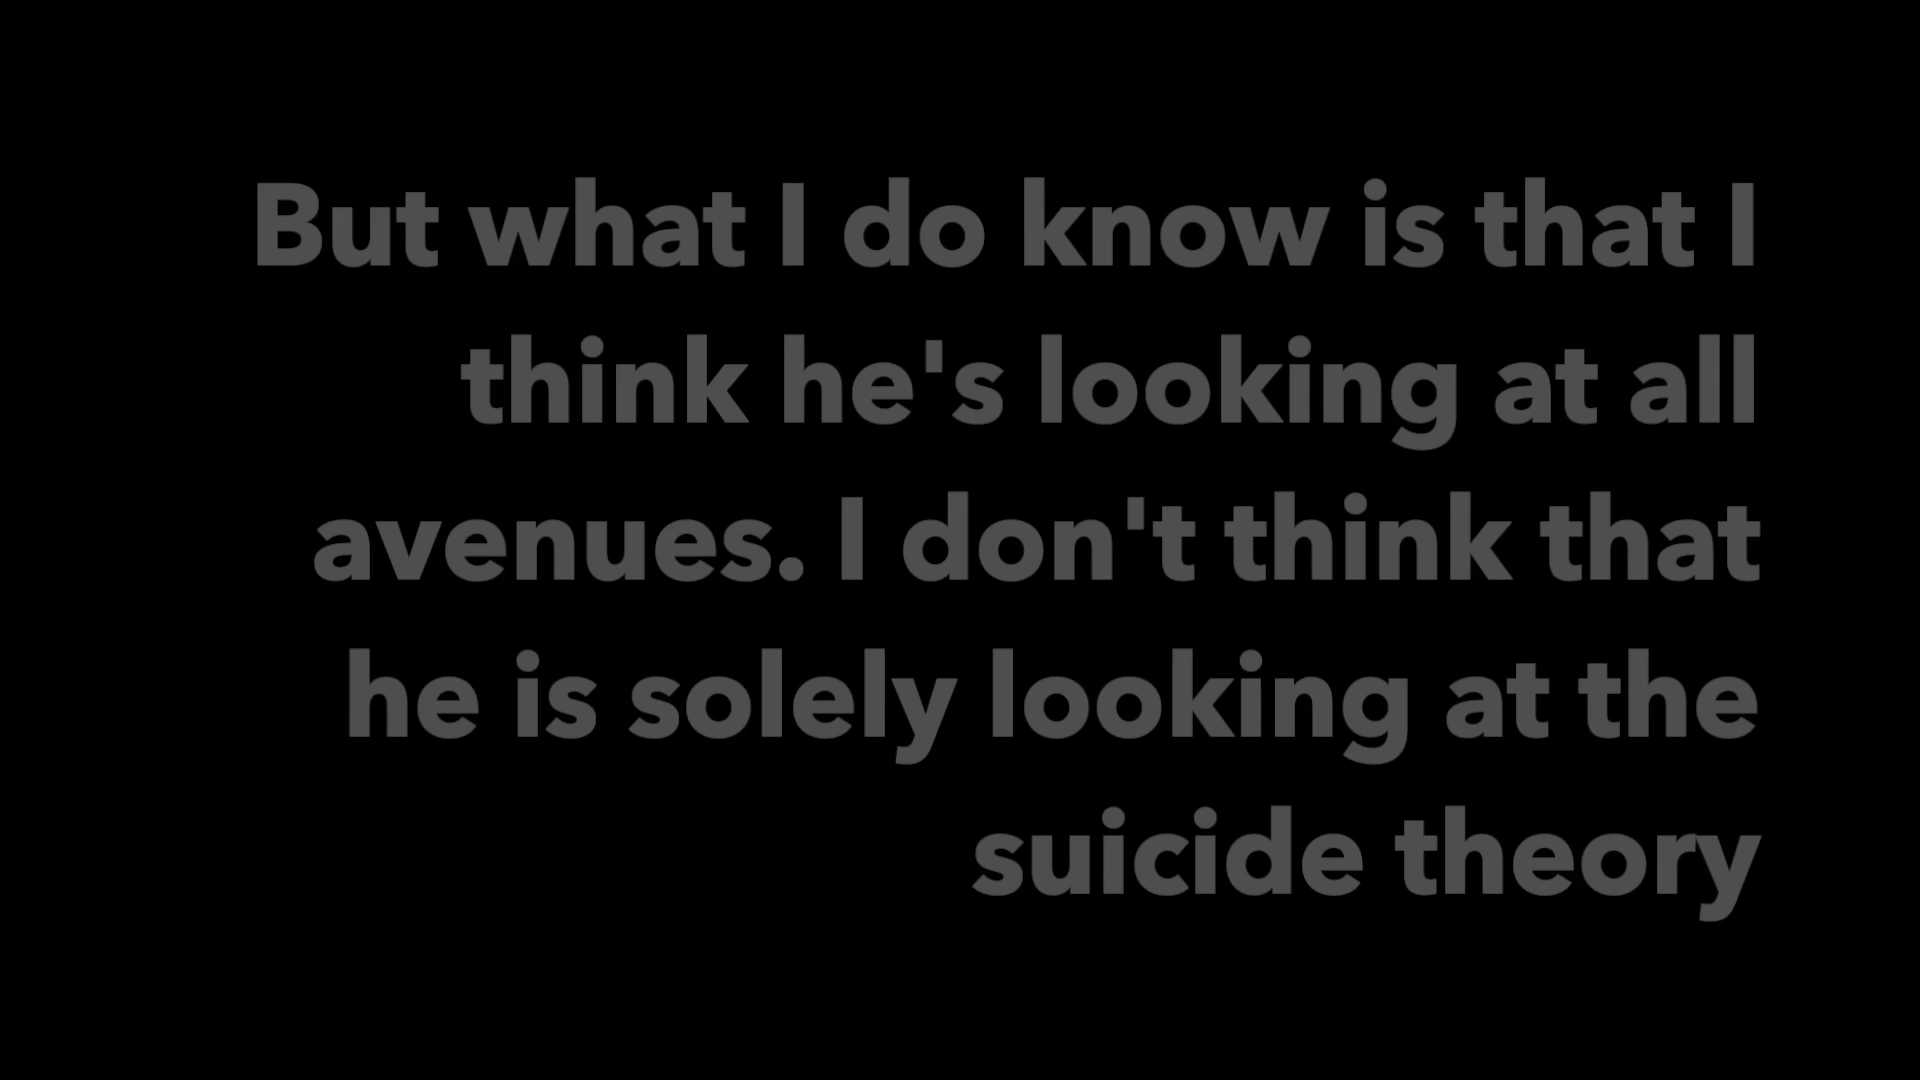 But what I do know is that I
think he's looking at all
avenues. I don't think that
he is solely looking at the
suicide theory